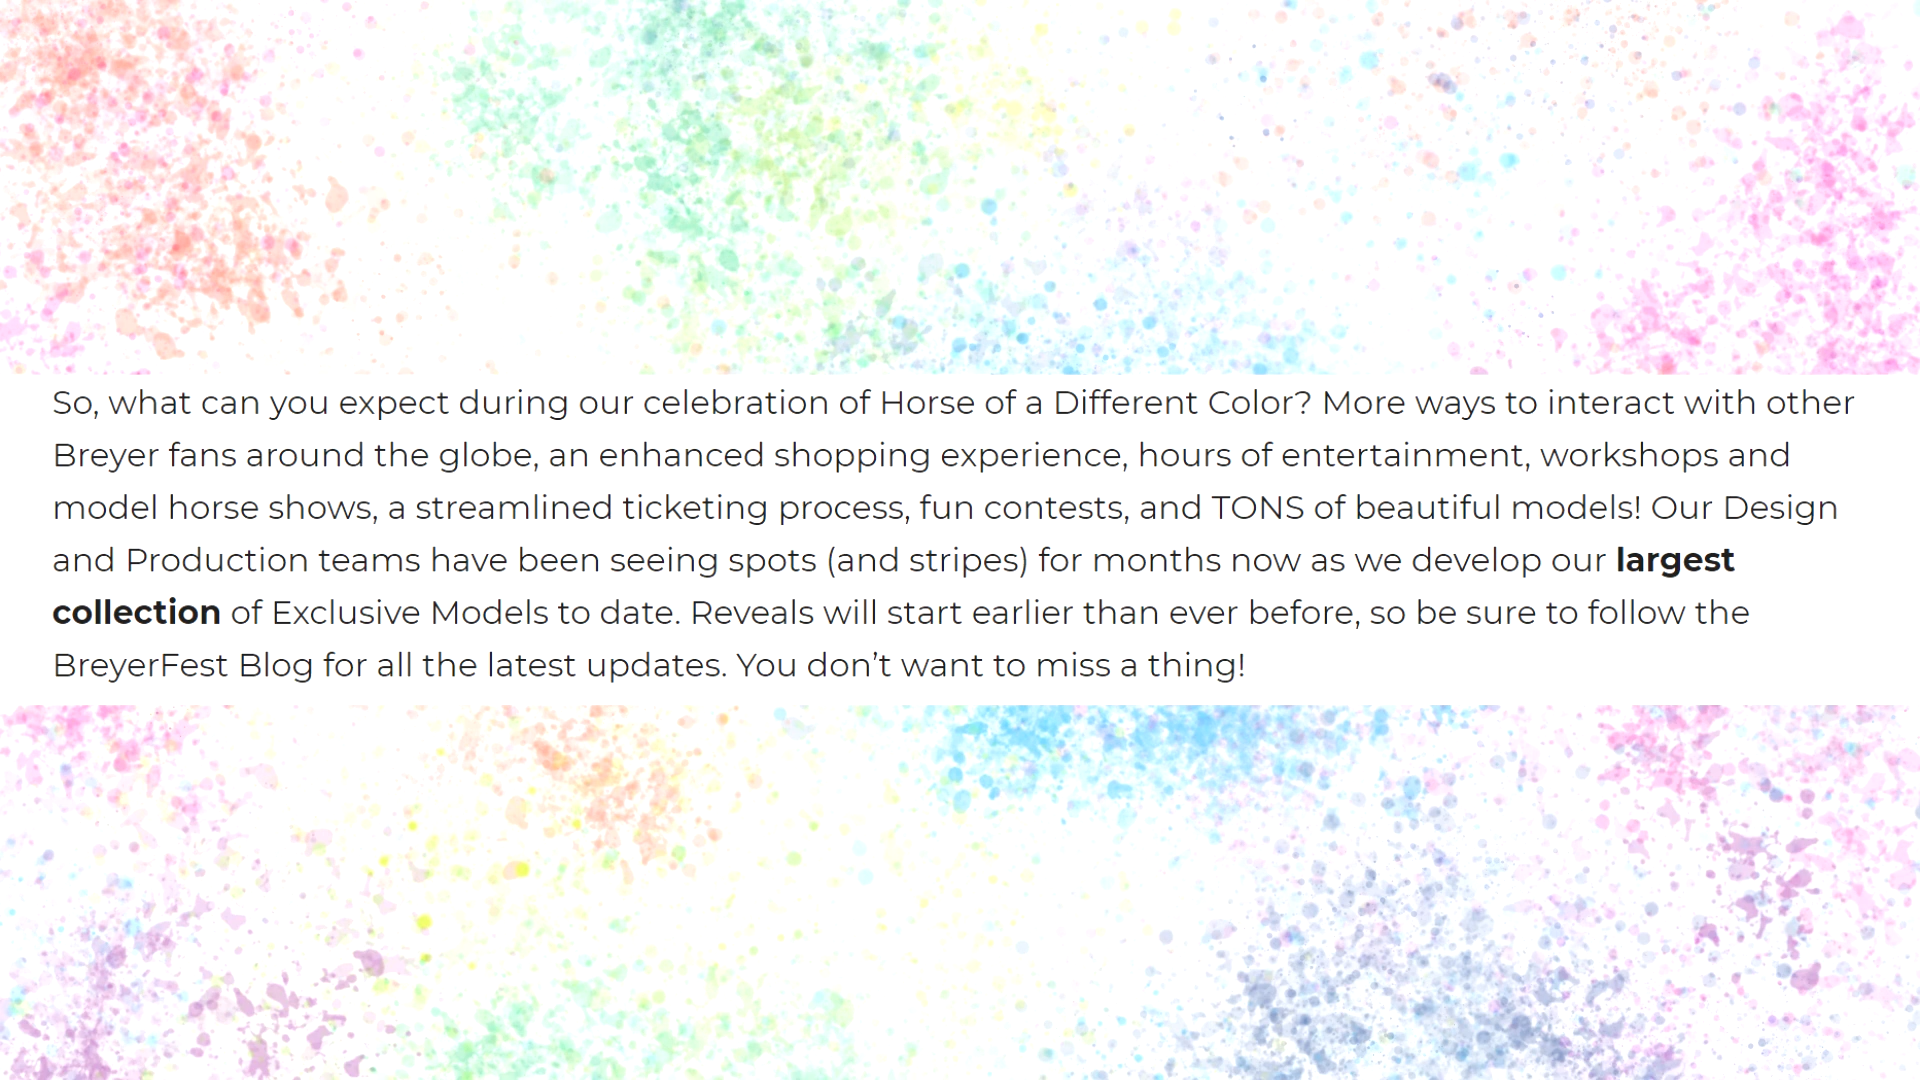 So, what can you expect during our celebration of Horse of a Different Color? More ways to interact with other
Breyer fans around the globe, an enhanced shopping experience, hours of entertainment, workshops and
model horse shows, a streamlined ticketing process, fun contests, and TONS of beautiful models! Our Design
and Production teams have been seeing spots (and stripes) for months now as we develop our largest
collection of Exclusive Models to date. Reveals will start earlier than ever before, so be sure to follow the
BreyerFest Blog for all the latest updates. You don’t want to miss a thing!